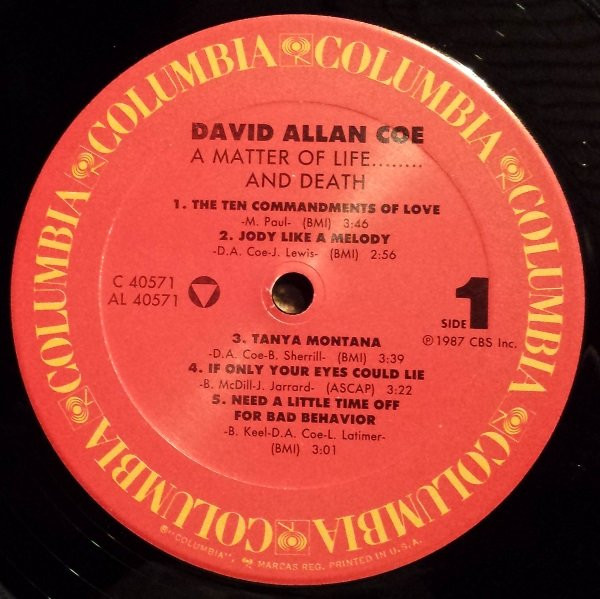 COLUMBIA COLUMBIA COLUMBIA COLUMBIA COLUMBIA COLUMBIA
DAVID ALLAN COE
A MATTER OF LIFE........
AND DEATH
1. THE TEN COMMANDMENTS OF LOVE
-M. Paul- (BMI) 3:46
2. JODY LIKE A MELODY
-D.A. Coe-J. Lewis- (BMI) 2:56
C 40571
AL 40571
SIDE 1
℗ 1987 CBS Inc.
3. TANYA MONTANA
-D.A. Coe-B. Sherrill- (BMI) 3:39
4. IF ONLY YOUR EYES COULD LIE
-B. McDill-J. Jarrard- (ASCAP) 3:22
5. NEED A LITTLE TIME OFF
FOR BAD BEHAVIOR
-B. Keel-D.A. Coe-L. Latimer-
(BMI) 3:01
®"COLUMBIA", MARCAS REG. PRINTED IN U.S.A.